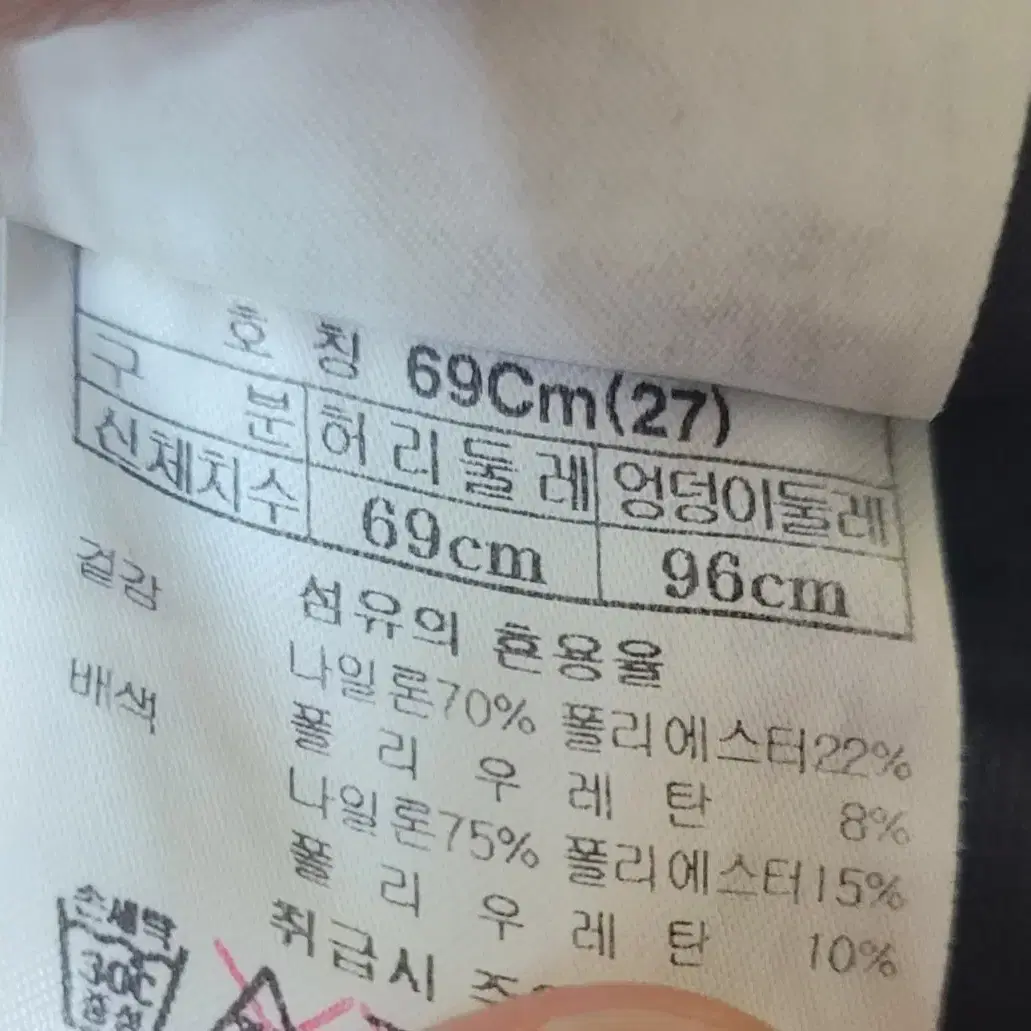 호 칭 69Cm(27)
구 분 허리둘레 엉덩이둘레
신체치수 69cm 96cm
섬유의 혼용율
겉감 나일론70% 폴리에스터22%
폴 리 우 레 탄 8%
배색 나일론75% 폴리에스터15%
폴 리 우 레 탄 10%
취급시
손세탁